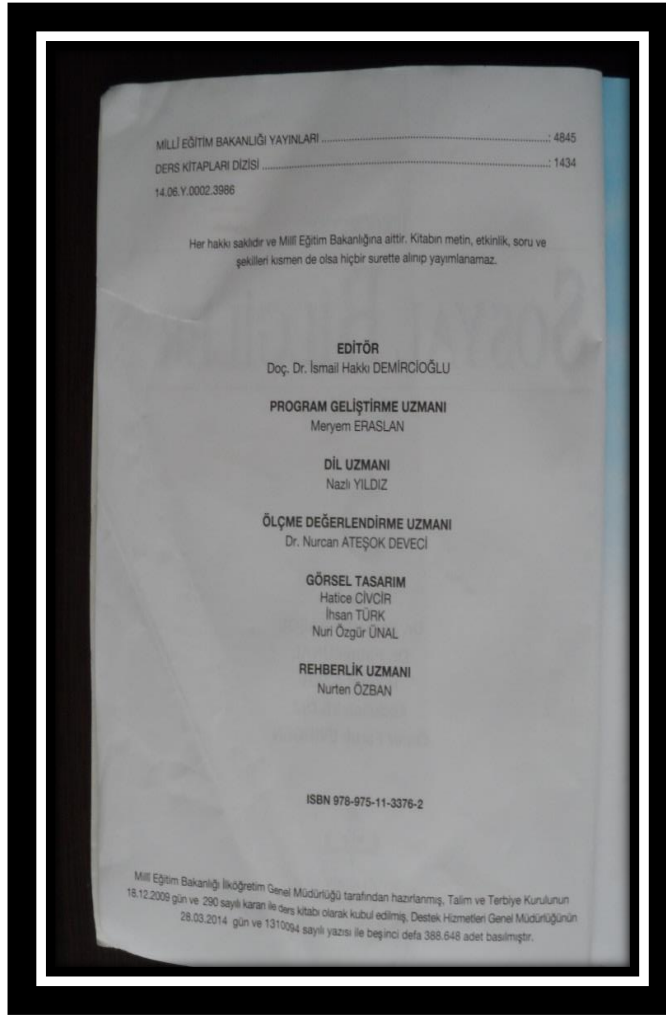 MİLLÎ EĞİTİM BAKANLIĞI YAYINLARI ........................................................................: 4845
DERS KİTAPLARI DİZİSİ ............................................................................................: 1434
14.06.Y.0002.3986
Her hakkı saklıdır ve Millî Eğitim Bakanlığına aittir. Kitabın metin, etkinlik, soru ve
şekilleri kısmen de olsa hiçbir surette alınıp yayımlanamaz.
EDİTÖR
Doç. Dr. İsmail Hakkı DEMİRCİOĞLU
PROGRAM GELİŞTİRME UZMANI
Meryem ERASLAN
DİL UZMANI
Nazlı YILDIZ
ÖLÇME DEĞERLENDİRME UZMANI
Dr. Nurcan ATEŞOK DEVECİ
GÖRSEL TASARIM
Hatice CİVCİR
İhsan TÜRK
Nuri Özgür ÜNAL
REHBERLİK UZMANI
Nurten ÖZBAN
ISBN 978-975-11-3376-2
Millî Eğitim Bakanlığı İlköğretim Genel Müdürlüğü tarafından hazırlanmış, Talim ve Terbiye Kurulunun
18.12.2009 gün ve 290 sayılı kararı ile ders kitabı olarak kubul edilmiş, Destek Hizmetleri Genel Müdürlüğünün
28.03.2014 gün ve 1310094 sayılı yazısı ile beşinci defa 388.648 adet basılmıştır.